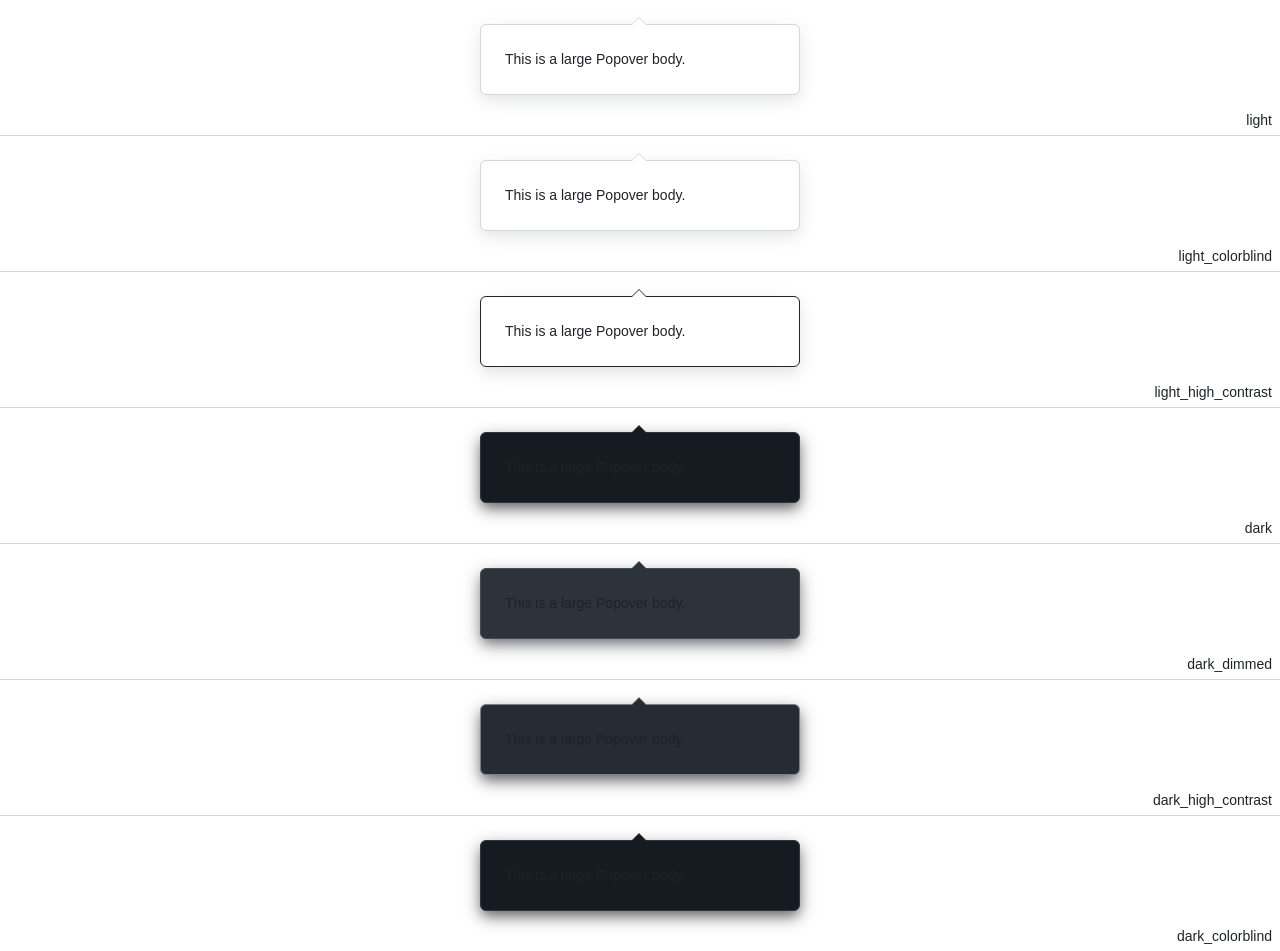 This is a large Popover body.
light
This is a large Popover body.
light_colorblind
This is a large Popover body.
light_high_contrast
This is a large Popover body.
dark
This is a large Popover body.
dark_dimmed
This is a large Popover body.
dark_high_contrast
This is a large Popover body.
dark_colorblind